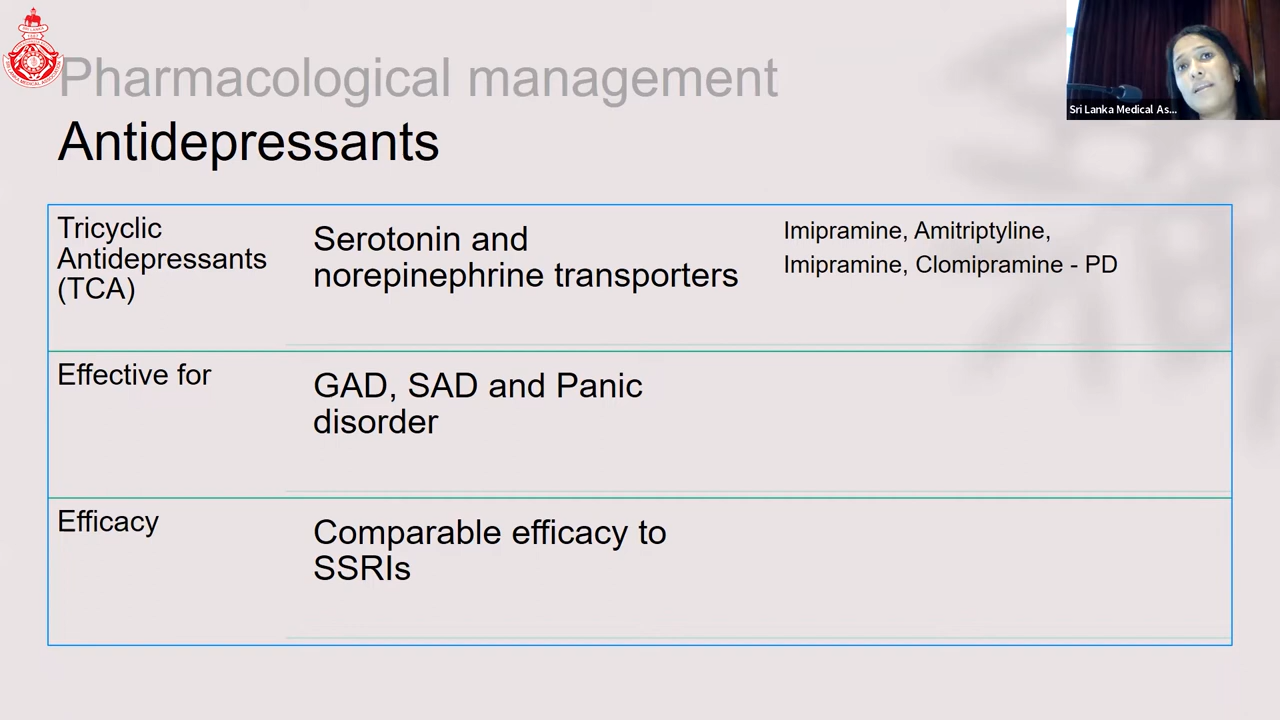 Pharmacological management
Antidepressants
Sri Lanka Medical As...
Tricyclic
Antidepressants
(TCA)
Serotonin and
norepinephrine transporters
Imipramine, Amitriptyline,
Imipramine, Clomipramine - PD
Effective for
GAD, SAD and Panic
disorder
Efficacy
Comparable efficacy to
SSRIs